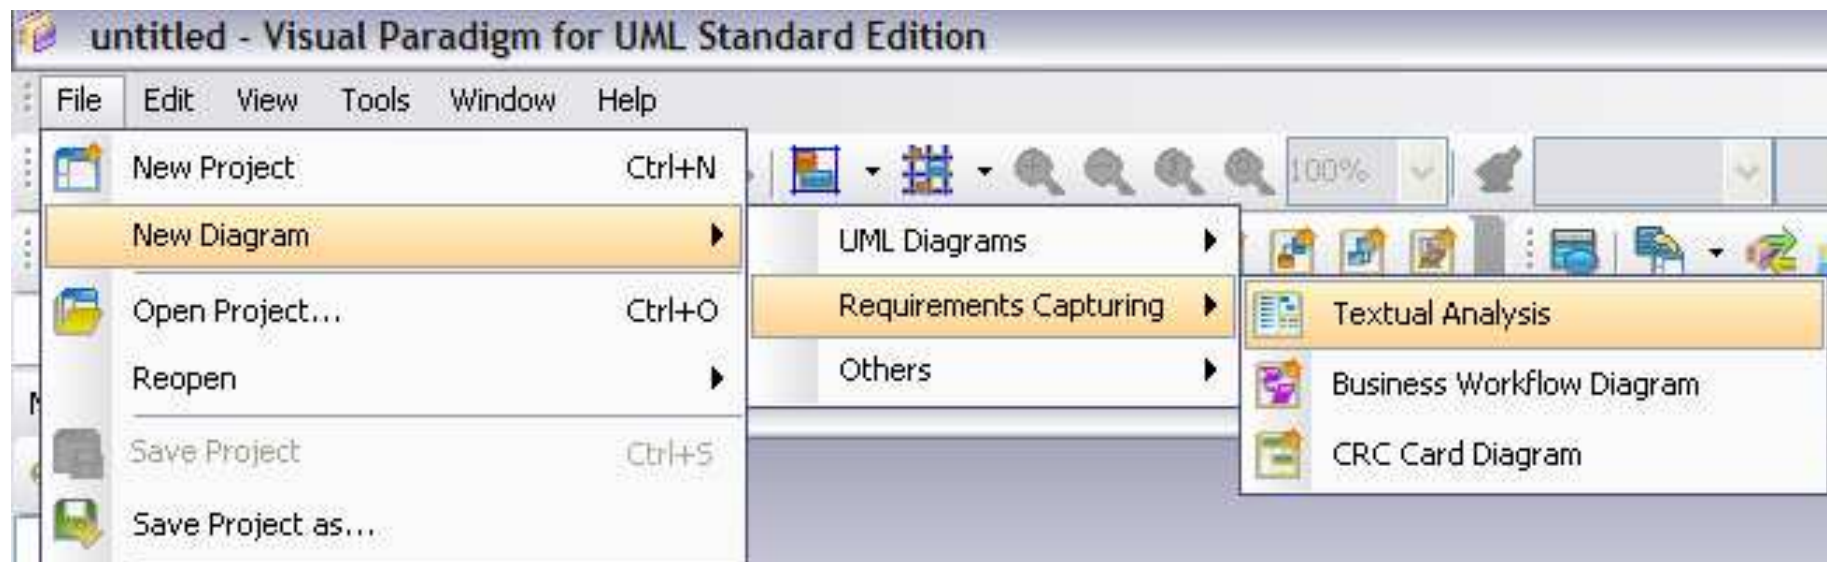 untitled - Visual Paradigm for UML Standard Edition
File Edit View Tools Window Help
New Project Ctrl+N
100%
New Diagram
UML Diagrams
Open Project... Ctrl+O
Requirements Capturing
Textual Analysis
Reopen
Others
Business Workflow Diagram
Save Project Ctrl+S
CRC Card Diagram
Save Project as...